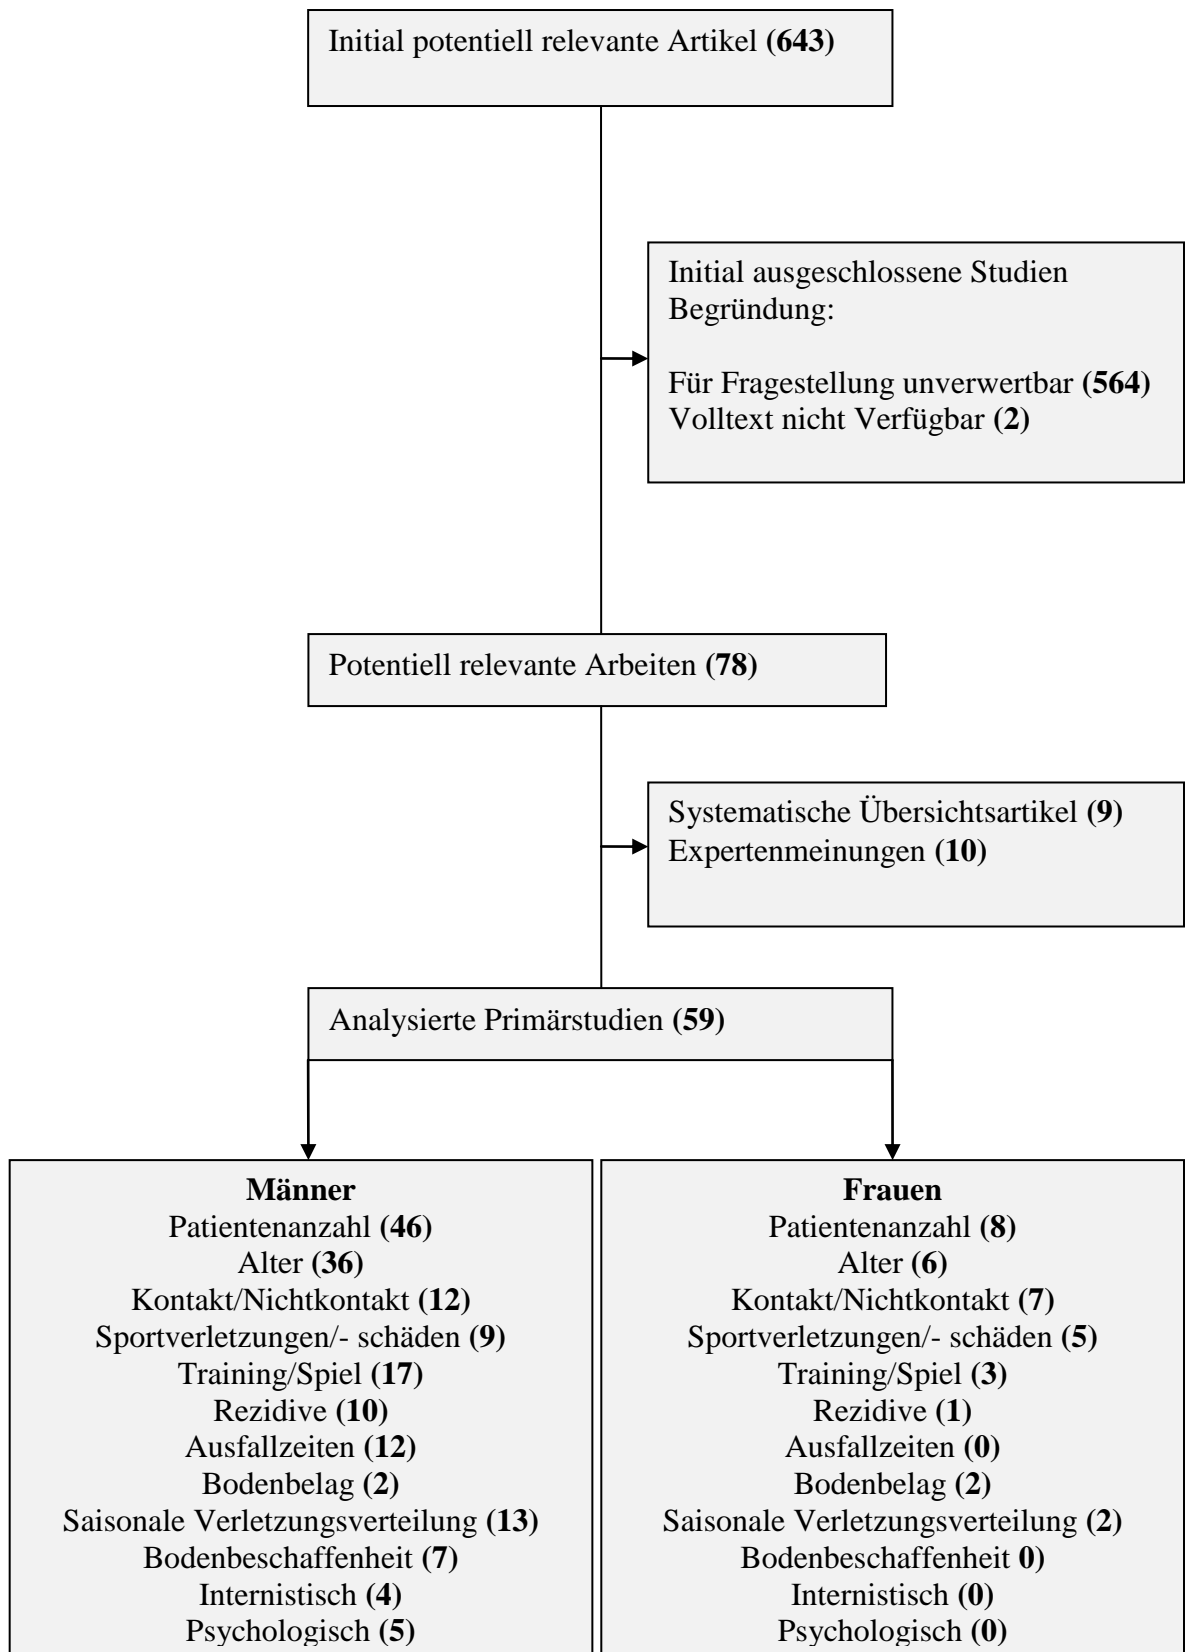 Initial potentiell relevante Artikel (643)
Initial ausgeschlossene Studien
Begründung:
Für Fragestellung unverwertbar (564)
Volltext nicht Verfügbar (2)
Potentiell relevante Arbeiten (78)
Systematische Übersichtsartikel (9)
Expertenmeinungen (10)
Analysierte Primärstudien (59)
Männer
Patientenanzahl (46)
Alter (36)
Kontakt/Nichtkontakt (12)
Sportverletzungen/- schäden (9)
Training/Spiel (17)
Rezidive (10)
Ausfallzeiten (12)
Bodenbelag (2)
Saisonale Verletzungsverteilung (13)
Bodenbeschaffenheit (7)
Internistisch (4)
Psychologisch (5)
Frauen
Patientenanzahl (8)
Alter (6)
Kontakt/Nichtkontakt (7)
Sportverletzungen/- schäden (5)
Training/Spiel (3)
Rezidive (1)
Ausfallzeiten (0)
Bodenbelag (2)
Saisonale Verletzungsverteilung (2)
Bodenbeschaffenheit 0)
Internistisch (0)
Psychologisch (0)